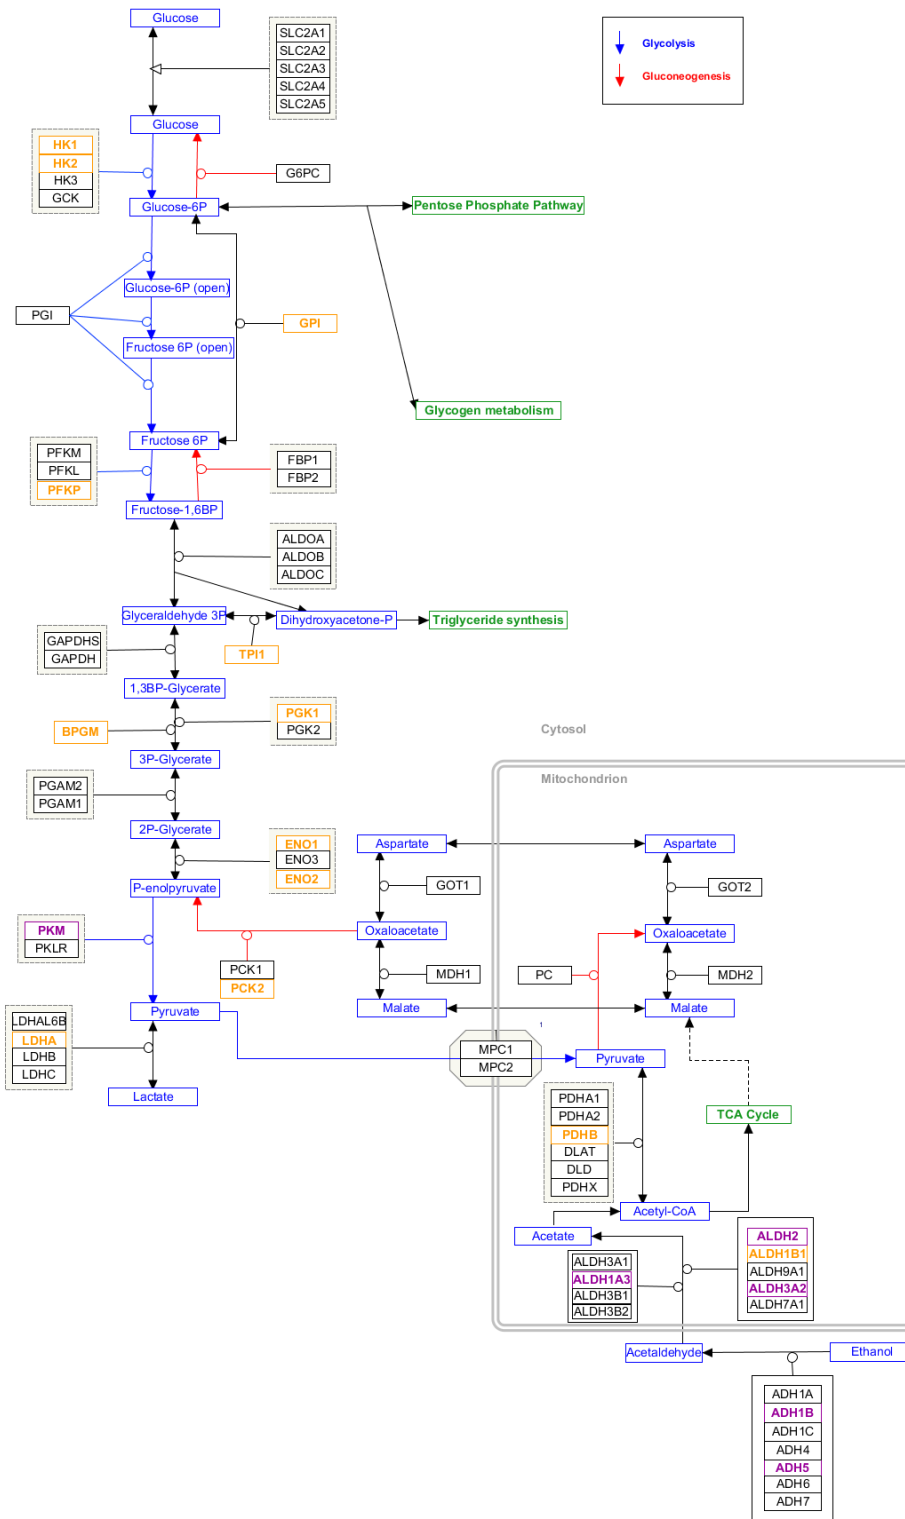 Glucose
SLC2A1
SLC2A2
SLC2A3
SLC2A4
SLC2A5
Glycolysis
Gluconeogenesis
Glucose
HK1
HK2
HK3
GCK
G6PC
Glucose-6P
Pentose Phosphate Pathway
Glucose-6P (open)
PGI
GPI
Fructose 6P (open)
Glycogen metabolism
Fructose 6P
PFKM
PFKL
PFKP
FBP1
FBP2
Fructose-1,6BP
ALDOA
ALDOB
ALDOC
Glyceraldehyde 3P
Dihydroxyacetone-P
Triglyceride synthesis
GAPDHS
GAPDH
TPI1
1,3BP-Glycerate
BPGM
PGK1
PGK2
Cytosol
3P-Glycerate
Mitochondrion
PGAM2
PGAM1
2P-Glycerate
Aspartate
Aspartate
ENO1
ENO3
ENO2
P-enolpyruvate
GOT1
GOT2
PKM
PKLR
Oxaloacetate
Oxaloacetate
PCK1
PCK2
MDH1
PC
MDH2
Pyruvate
Malate
Malate
LDHAL6B
LDHA
LDHB
LDHC
1
1
MPC1
MPC2
Pyruvate
Lactate
PDHA1
PDHA2
PDHB
DLAT
DLD
PDHX
TCA Cycle
Acetyl-CoA
Acetate
ALDH2
ALDH1B1
ALDH9A1
ALDH3A2
ALDH7A1
ALDH3A1
ALDH1A3
ALDH3B1
ALDH3B2
Acetaldehyde
Ethanol
ADH1A
ADH1B
ADH1C
ADH4
ADH5
ADH6
ADH7